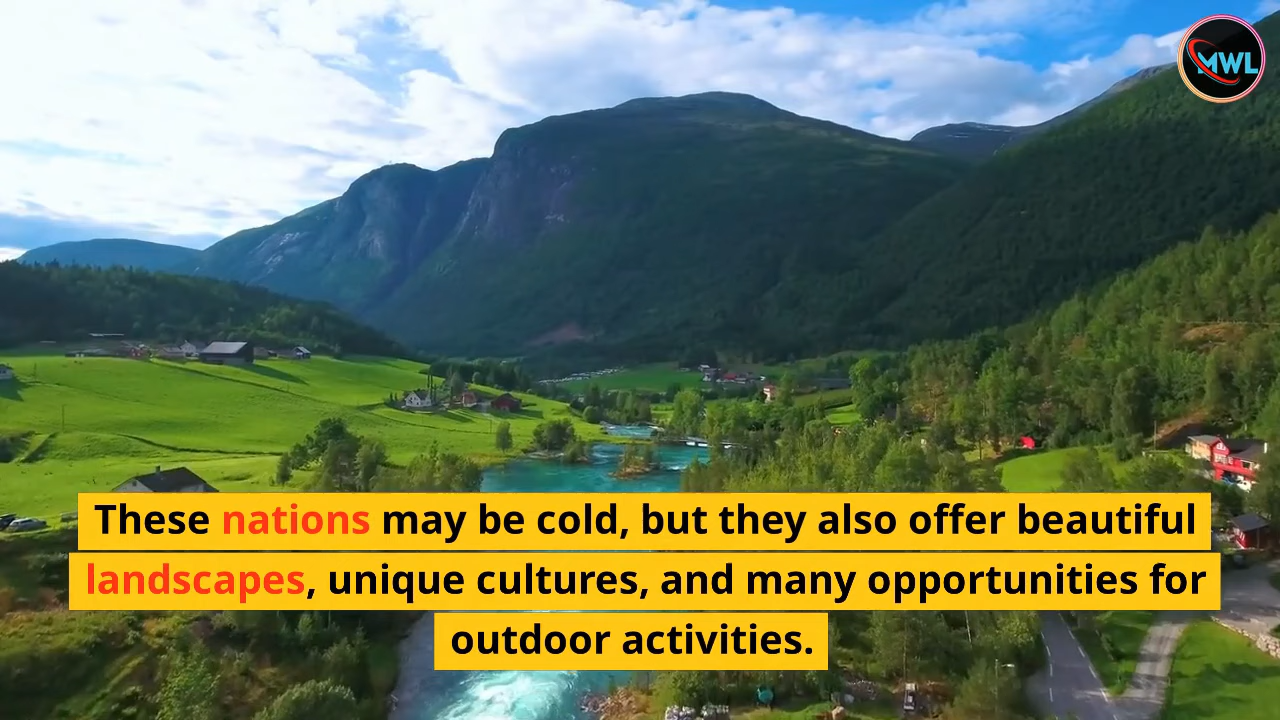 MWL
These nations may be cold, but they also offer beautiful
landscapes, unique cultures, and many opportunities for
outdoor activities.